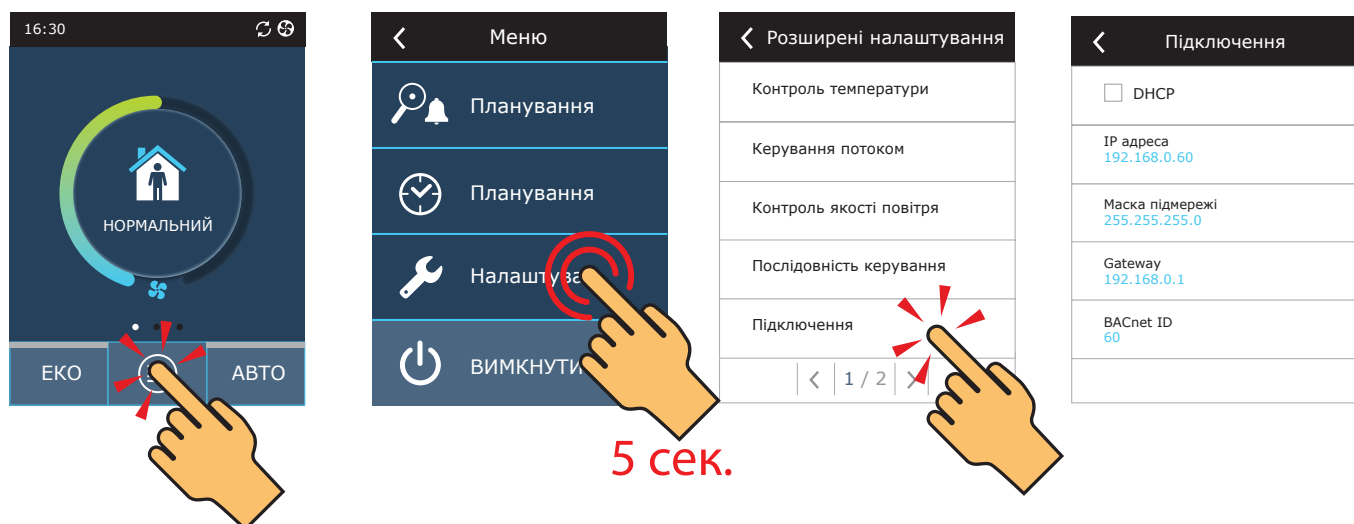 16:30
НОРМАЛЬНИЙ
ЕКО
АВТО
Меню
Планування
Планування
Налаштува
ВИМКНУТИ
5 сек.
Розширені налаштування
Контроль температури
Керування потоком
Контроль якості повітря
Послідовність керування
Підключення
1 / 2
Підключення
DHCP
IP адреса
192.168.0.60
Маска підмережі
255.255.255.0
Gateway
192.168.0.1
BACnet ID
60